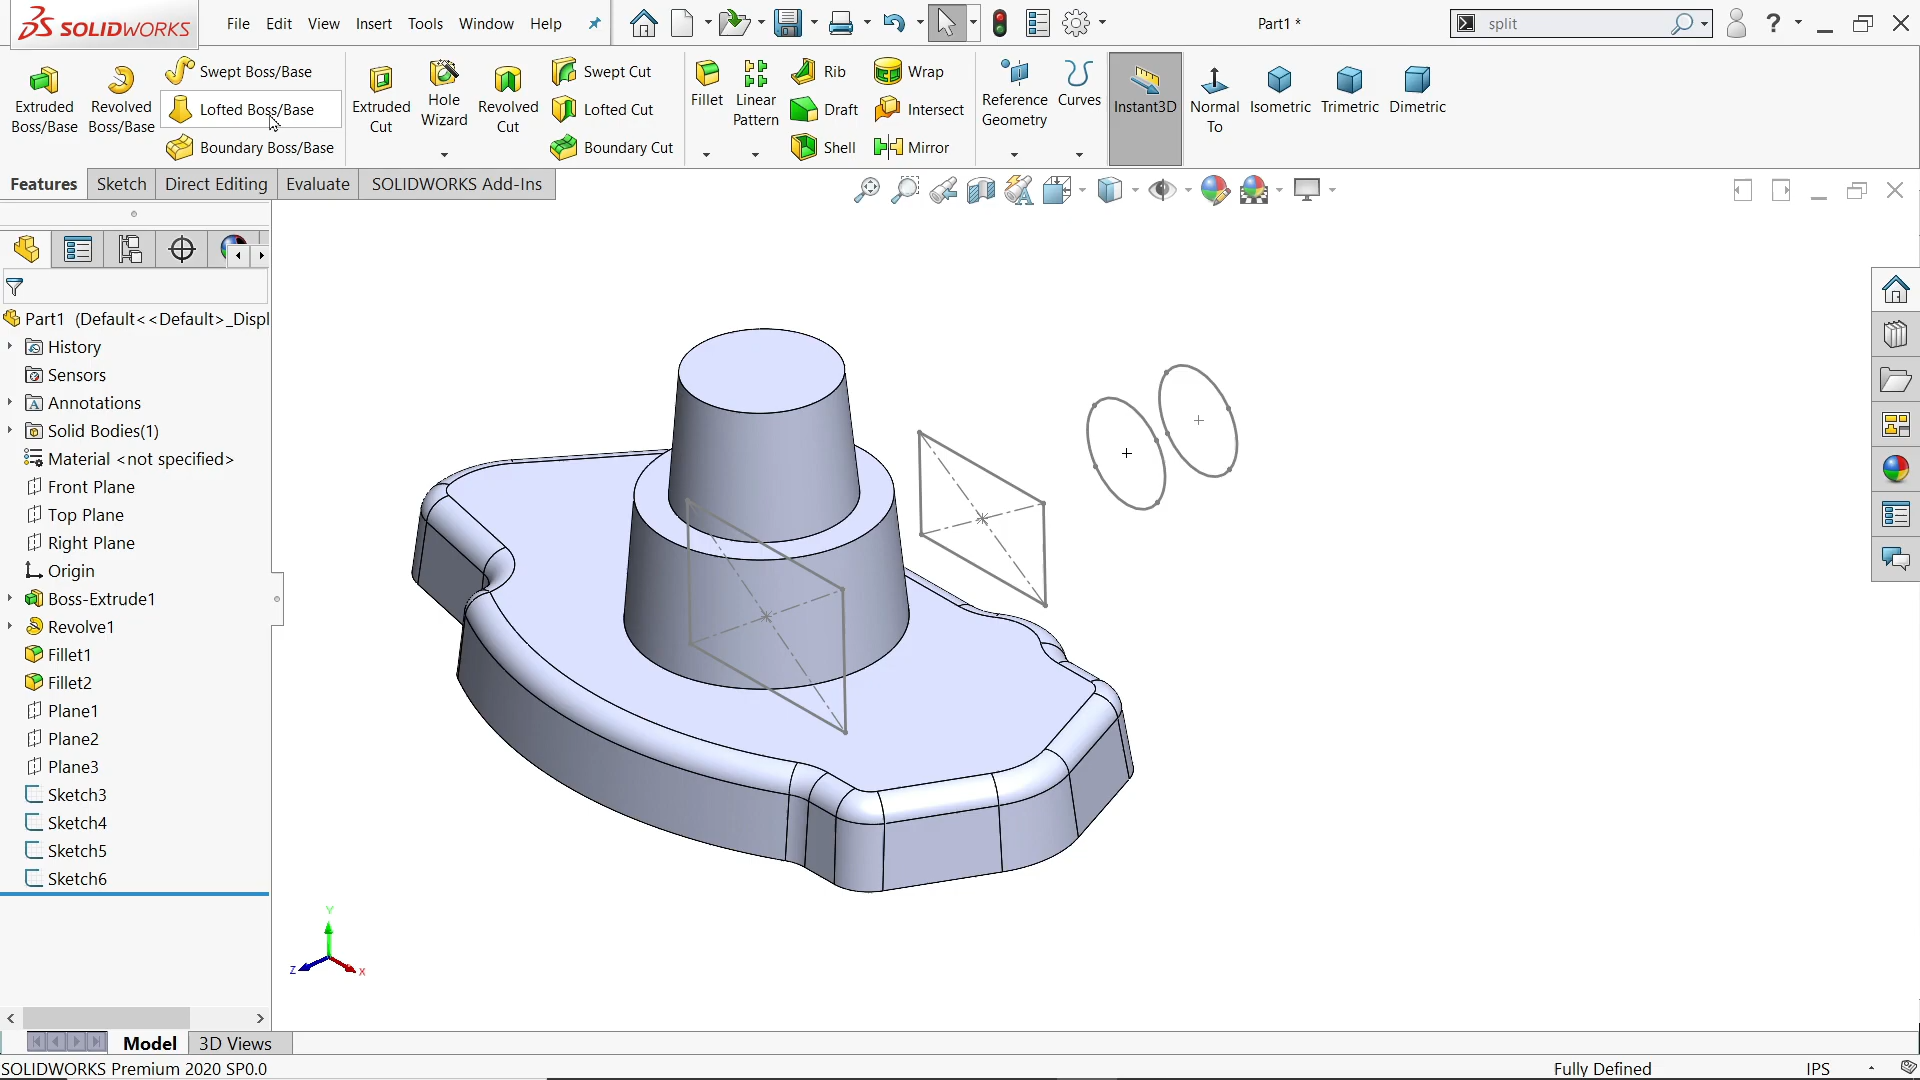 SOLIDWORKS
File Edit View Insert Tools Window Help
Part1 *
split
?
Extruded Boss/Base
Revolved Boss/Base
Swept Boss/Base
Lofted Boss/Base
Boundary Boss/Base
Extruded Cut
Hole Wizard
Revolved Cut
Swept Cut
Lofted Cut
Boundary Cut
Fillet
Linear Pattern
Rib
Draft
Shell
Wrap
Intersect
Mirror
Reference Geometry
Curves
Instant3D
Normal To
Isometric
Trimetric
Dimetric
Features Sketch Direct Editing Evaluate SOLIDWORKS Add-Ins
Part1 (Default<<Default>_Displ
History
Sensors
Annotations
Solid Bodies(1)
Material <not specified>
Front Plane
Top Plane
Right Plane
Origin
Boss-Extrude1
Revolve1
Fillet1
Fillet2
Plane1
Plane2
Plane3
Sketch3
Sketch4
Sketch5
Sketch6
Y
Z
X
Model 3D Views
SOLIDWORKS Premium 2020 SP0.0
Fully Defined
IPS